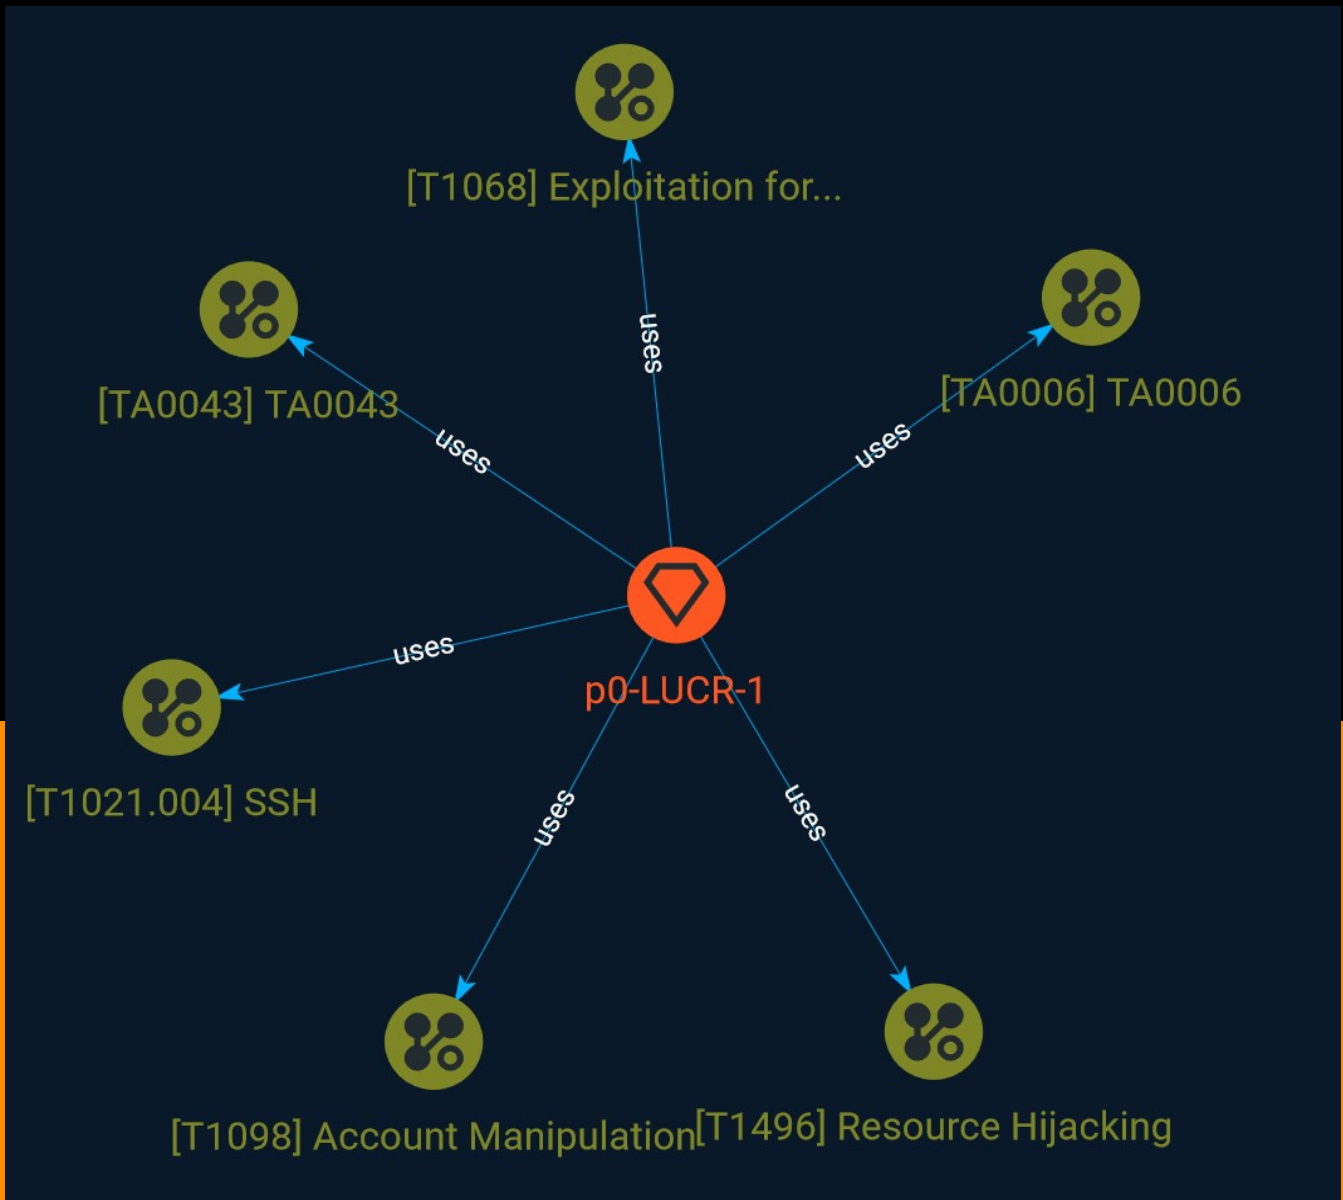 [T1068] Exploitation for...
uses
[TA0043] TA0043
[TA0006] TA0006
uses
uses
uses
p0-LUCR-1
[T1021.004] SSH
uses
uses
[T1098] Account Manipulation
[T1496] Resource Hijacking